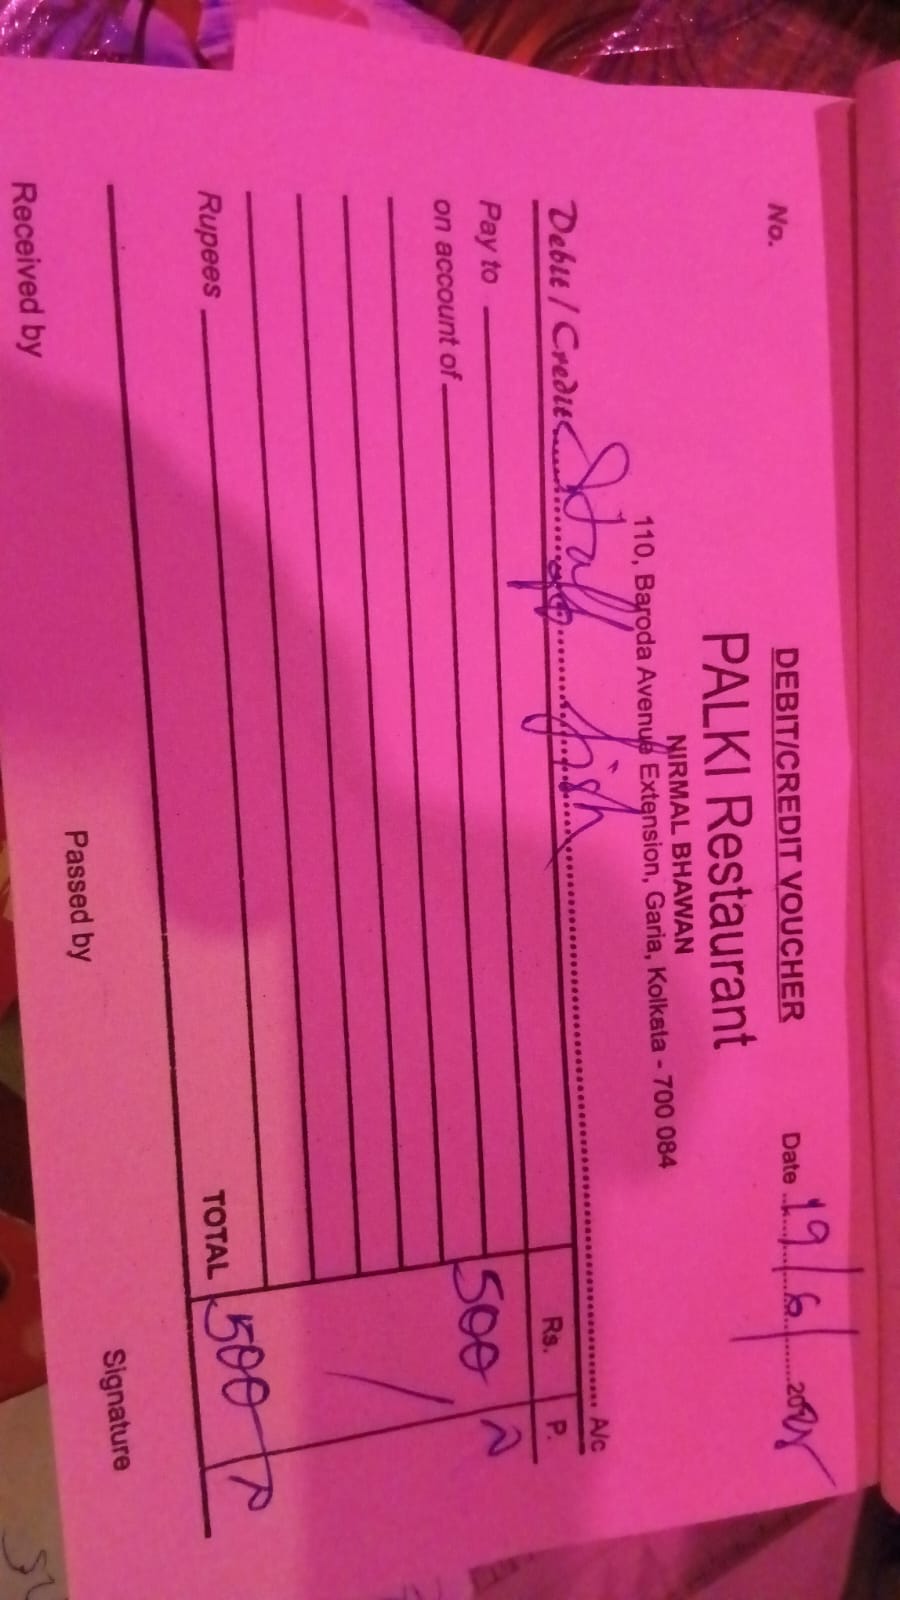 DEBIT/CREDIT VOUCHER
No.
PALKI Restaurant
Date 19/6/20
NIRMAL BHAWAN
110, Baroda Avenue Extension, Garia, Kolkata - 700 084
Debit / Credit Staff fish A/c
Rs. P.
Pay to 500
on account of
Rupees
TOTAL 500
Received by
Passed by
Signature